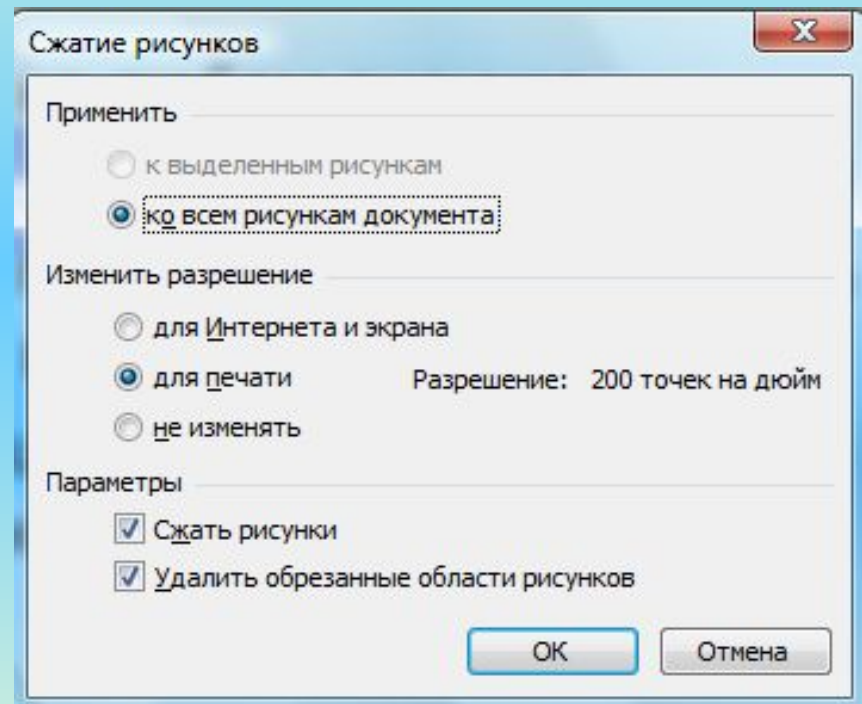 Сжатие рисунков
Применить
к выделенным рисункам
ко всем рисункам документа
Изменить разрешение
для Интернета и экрана
для печати Разрешение: 200 точек на дюйм
не изменять
Параметры
Сжать рисунки
Удалить обрезанные области рисунков
ОК Отмена